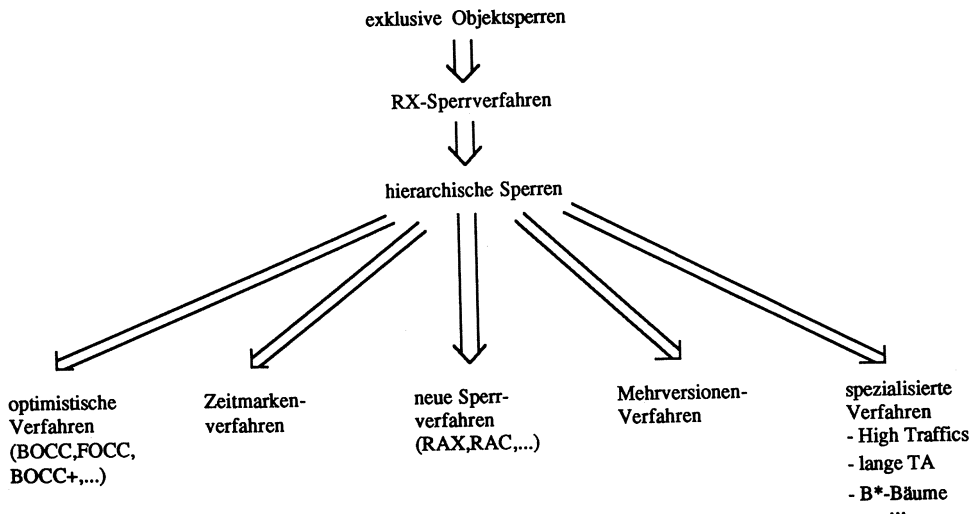 exklusive Objektsperren
RX-Sperrverfahren
hierarchische Sperren
optimistische
Verfahren
(BOCC,FOCC,
BOCC+,...)
Zeitmarken-
verfahren
neue Sperr-
verfahren
(RAX,RAC,...)
Mehrversionen-
Verfahren
spezialisierte
Verfahren
- High Traffics
- lange TA
- B*-Bäume
...